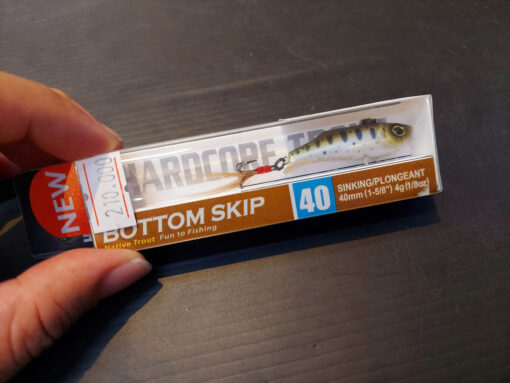 NEW
210.000
HARDCORE TROUT
BOTTOM SKIP
Native Trout Fun to Fishing
40
SINKING/PLONGEANT
40mm (1-5/8") 4g (1/8oz)